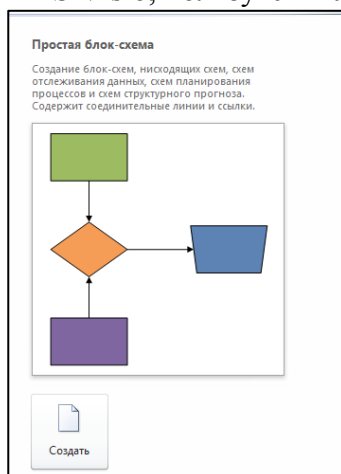 Простая блок-схема
Создание блок-схем, нисходящих схем, схем
отслеживания данных, схем планирования
процессов и схем структурного прогноза.
Содержит соединительные линии и ссылки.
Создать